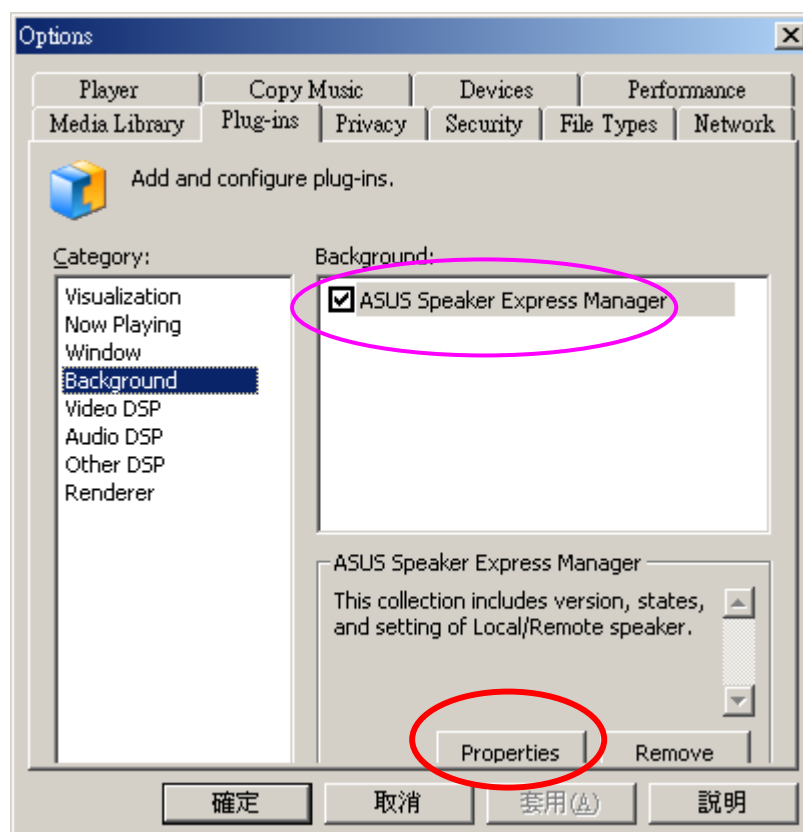 Options
Player Copy Music Devices Performance
Media Library Plug-ins Privacy Security File Types Network
Add and configure plug-ins.
Category:
Visualization
Now Playing
Window
Background
Video DSP
Audio DSP
Other DSP
Renderer
Background:
ASUS Speaker Express Manager
ASUS Speaker Express Manager
This collection includes version, states,
and setting of Local/Remote speaker.
Properties Remove
確定 取消 套用(A) 說明